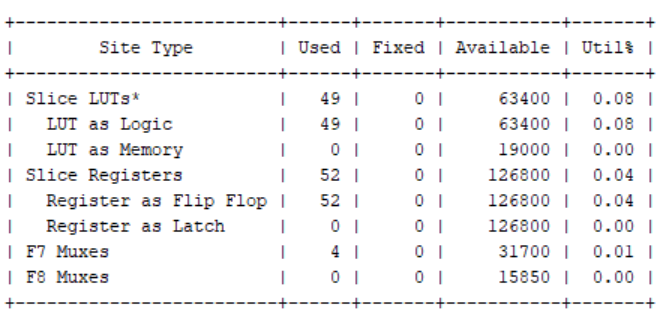 +----------------------------+------+-------+-----------+-------+
|          Site Type         | Used | Fixed | Available | Util% |
+----------------------------+------+-------+-----------+-------+
| Slice LUTs*                |   49 |     0 |     63400 |  0.08 |
|   LUT as Logic             |   49 |     0 |     63400 |  0.08 |
|   LUT as Memory            |    0 |     0 |     19000 |  0.00 |
| Slice Registers            |   52 |     0 |    126800 |  0.04 |
|   Register as Flip Flop    |   52 |     0 |    126800 |  0.04 |
|   Register as Latch        |    0 |     0 |    126800 |  0.00 |
| F7 Muxes                   |    4 |     0 |     31700 |  0.01 |
| F8 Muxes                   |    0 |     0 |     15850 |  0.00 |
+----------------------------+------+-------+-----------+-------+